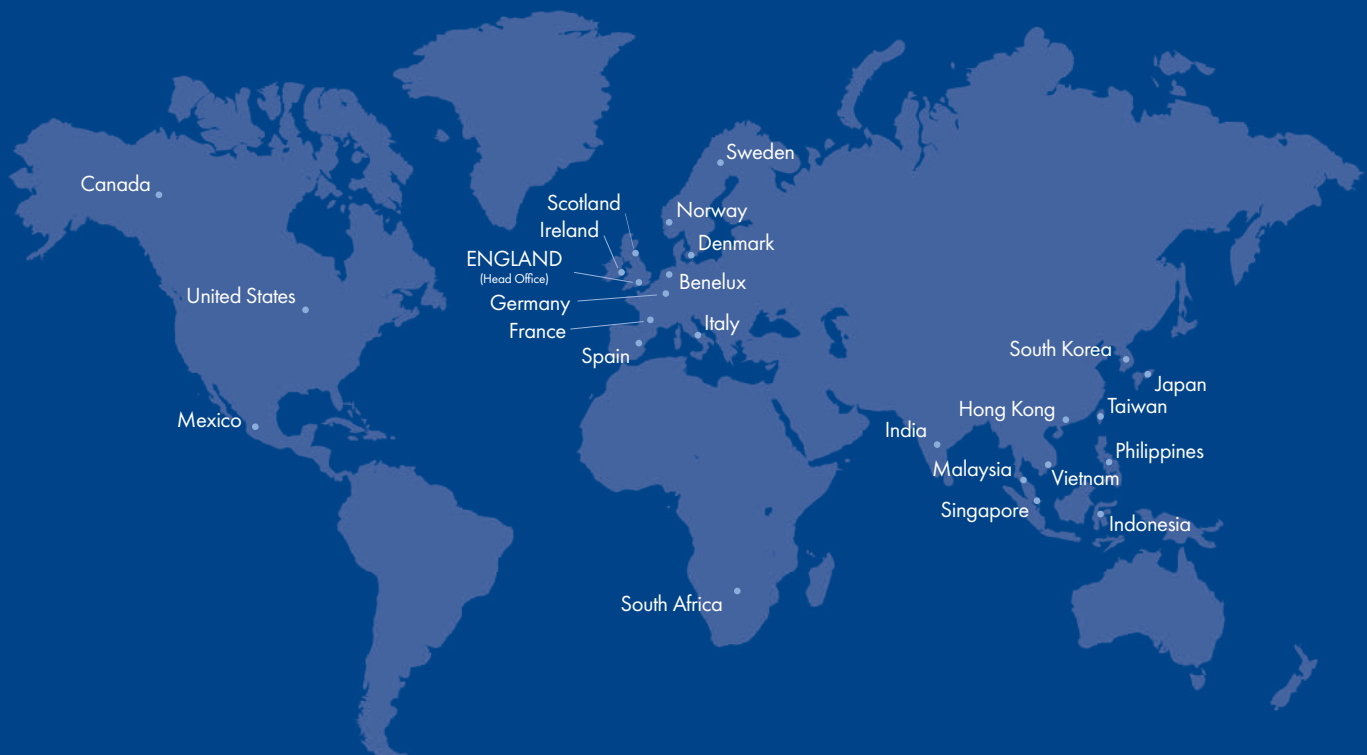 Sweden
Canada
Scotland
Norway
Ireland
Denmark
ENGLAND
(Head Office)
Benelux
United States
Germany
Italy
France
Spain
South Korea
Japan
Taiwan
Hong Kong
Mexico
India
Philippines
Malaysia
Vietnam
Singapore
Indonesia
South Africa